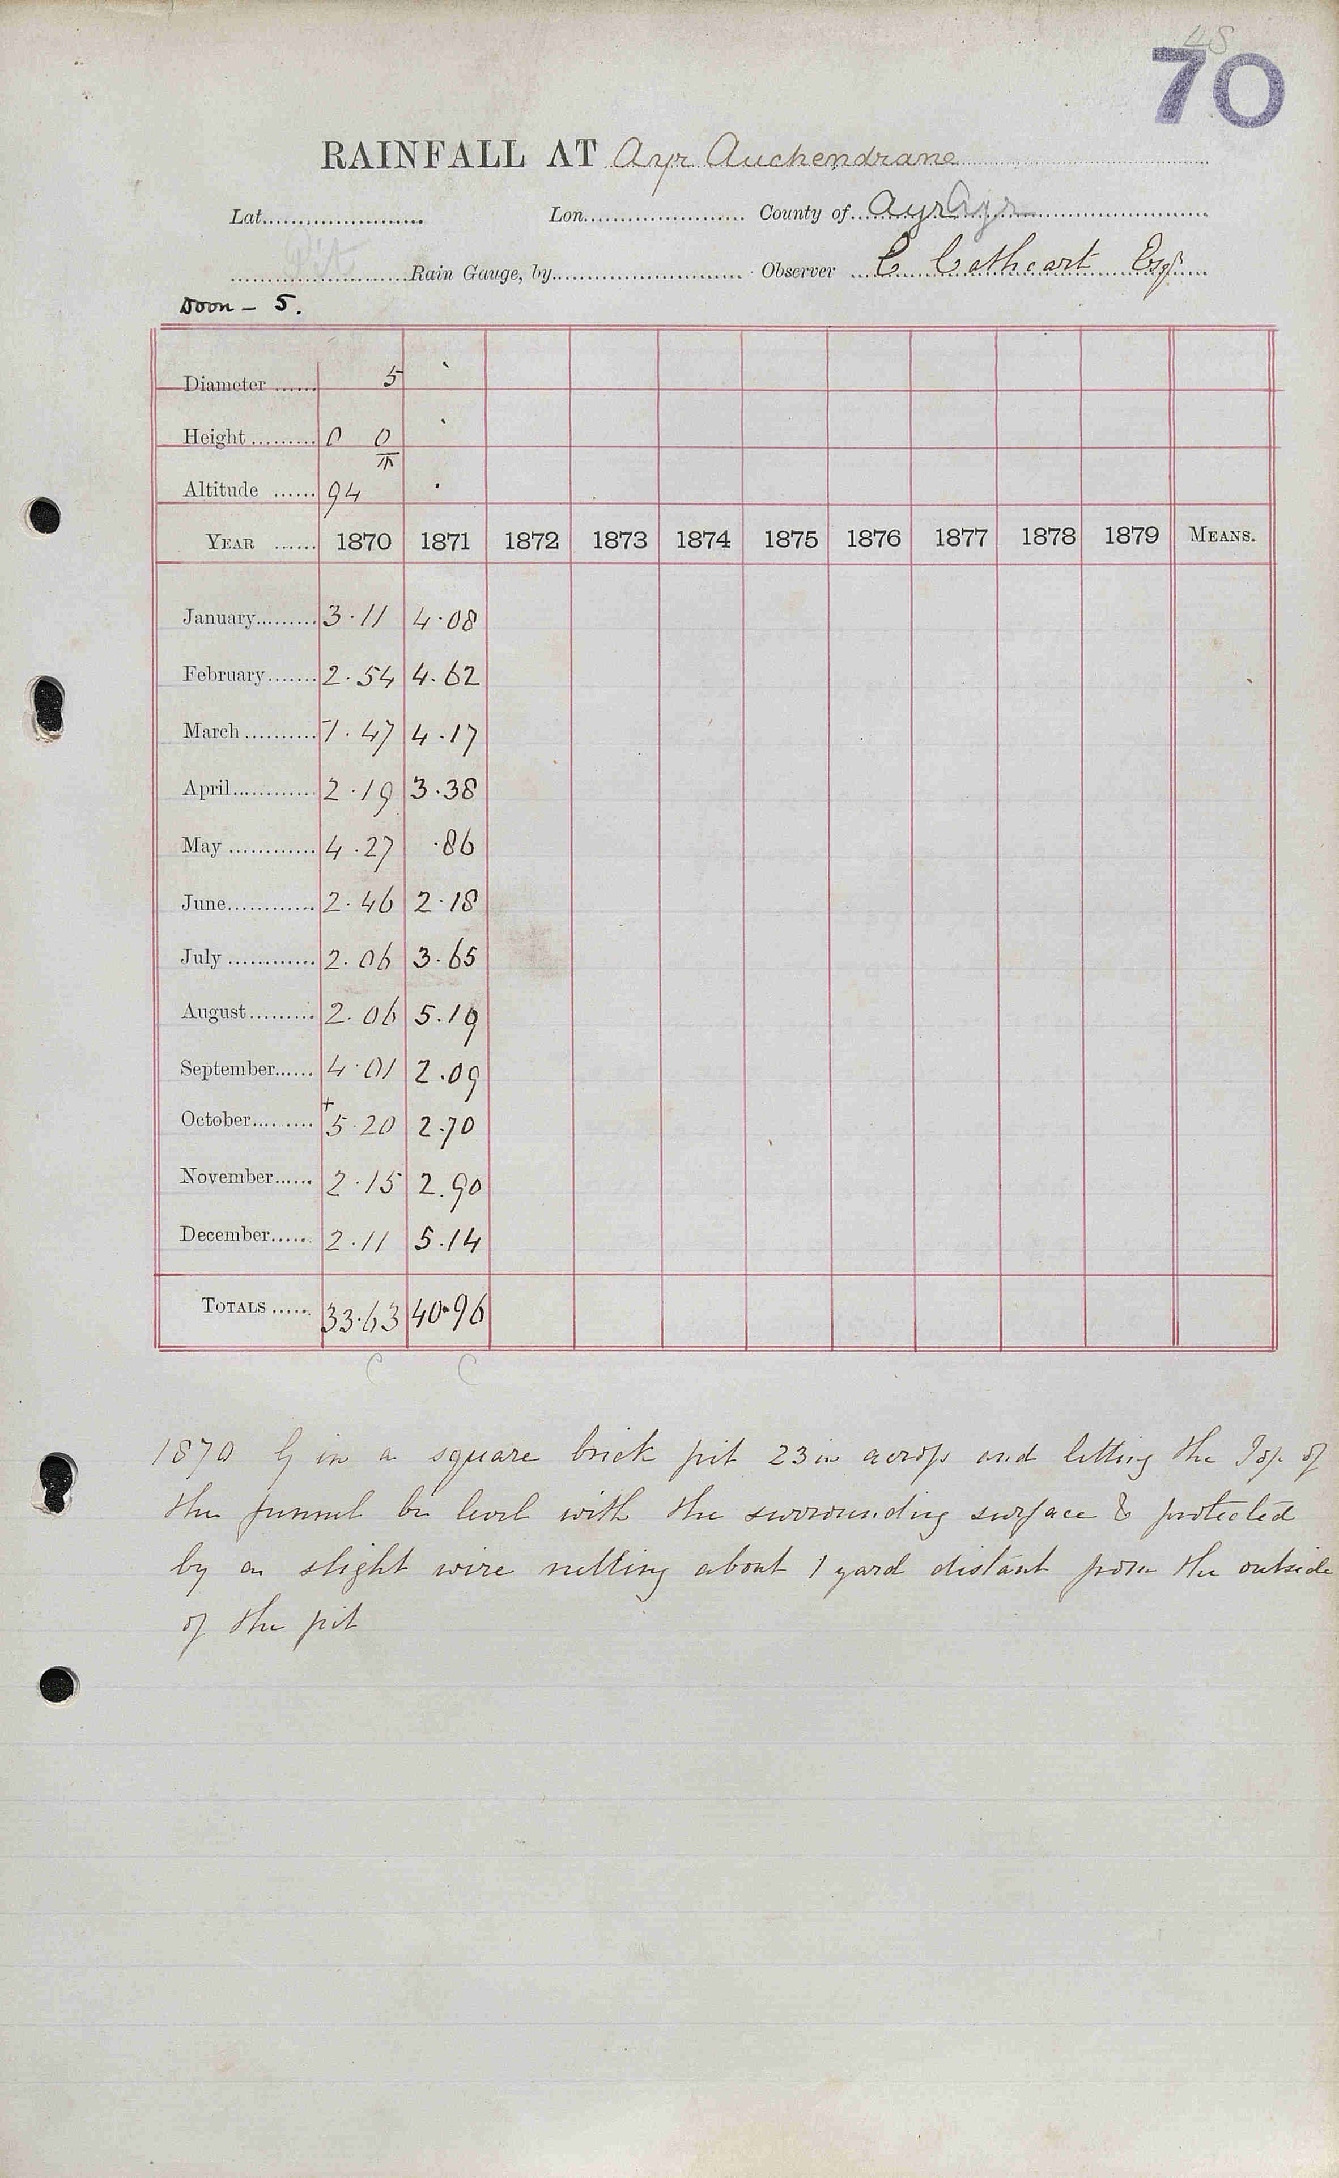 48
70
RAINFALL AT Ayr Auchendrane
Lat. Lon. County of Ayr Ayr
Pit Rain Gauge, by Observer C Cathcart Esqr
Doon - 5.
Diameter 5
Height 0 0
Altitude 94
YEAR 1870 1871 1872 1873 1874 1875 1876 1877 1878 1879 MEANS.
January 3.11 4.08
February 2.54 4.62
March 1.47 4.17
April 2.19 3.38
May 4.27 .86
June 2.46 2.18
July 2.06 3.65
August 2.06 5.19
September 4.01 2.09
October +5.20 2.70
November 2.15 2.90
December 2.11 5.14
TOTALS 33.63 40.96
C C
1870 G in a square brick pit 23 in across and letting the Top of
the funnel be level with the surrounding surface & protected
by a slight wire netting about 1 yard distant from the outside
of the pit